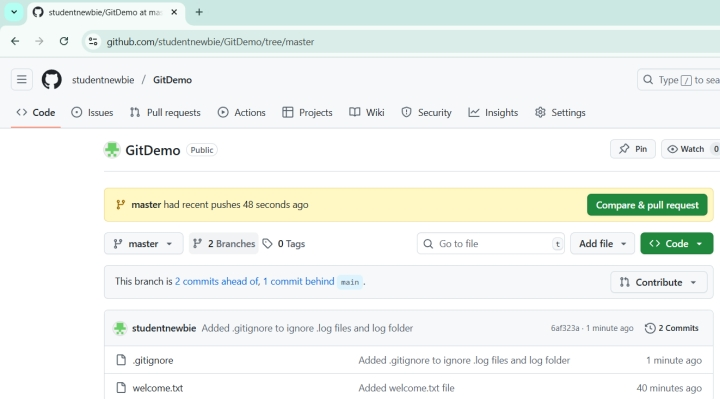 studentnewbie/GitDemo at mas
github.com/studentnewbie/GitDemo/tree/master
studentnewbie / GitDemo
Type / to sea
Code Issues Pull requests Actions Projects Wiki Security Insights Settings
GitDemo Public Pin Watch 0
master had recent pushes 48 seconds ago Compare & pull request
master 2 Branches 0 Tags Go to file t Add file Code
This branch is 2 commits ahead of, 1 commit behind main . Contribute
studentnewbie Added .gitignore to ignore .log files and log folder 6af323a · 1 minute ago 2 Commits
.gitignore Added .gitignore to ignore .log files and log folder 1 minute ago
welcome.txt Added welcome.txt file 40 minutes ago